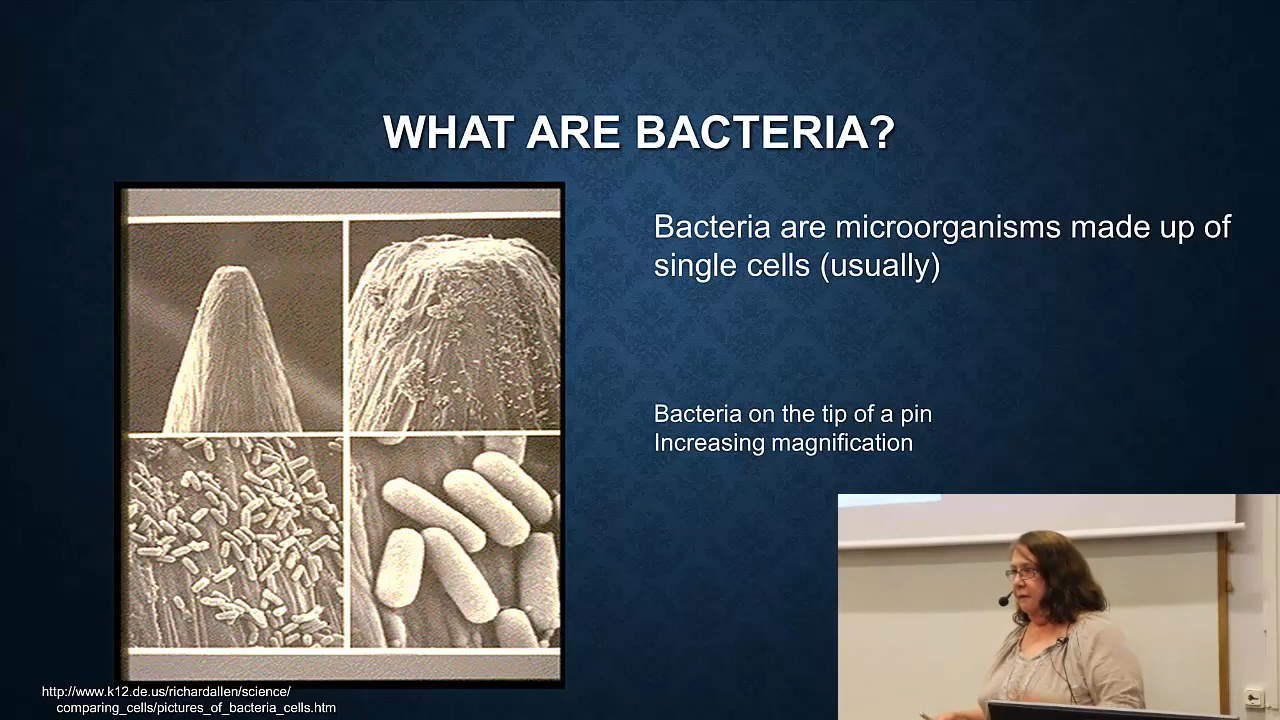 WHAT ARE BACTERIA?
Bacteria are microorganisms made up of
single cells (usually)
Bacteria on the tip of a pin
Increasing magnification
http://www.k12.de.us/richardallen/science/
comparing_cells/pictures_of_bacteria_cells.htm